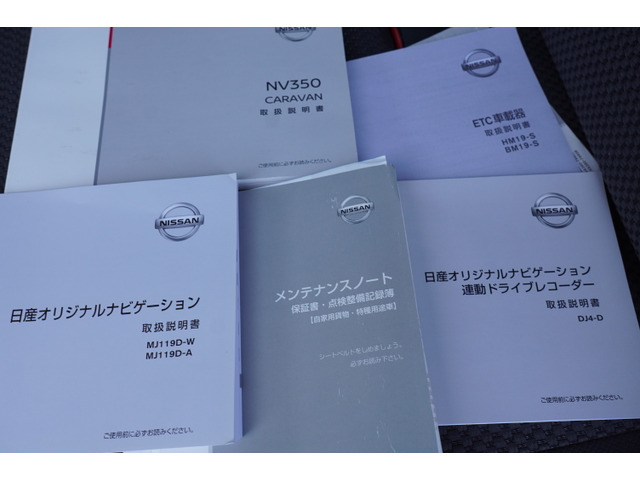 NISSAN
NV350
CARAVAN
取扱説明書
ご使用前に必ずお読みください。
NISSAN
ETC車載器
取扱説明書
HM19-S
BM19-S
NISSAN
日産オリジナルナビゲーション
取扱説明書
MJ119D-W
MJ119D-A
ご使用前に必ずお読みください。
NISSAN
メンテナンスノート
保証書・点検整備記録簿
［自家用貨物・特種用途車］
シートベルトをしめましょう。
必ずお読み下さい。
NISSAN
日産オリジナルナビゲーション
連動ドライブレコーダー
取扱説明書
DJ4-D
ご使用前に必ずお読みください。